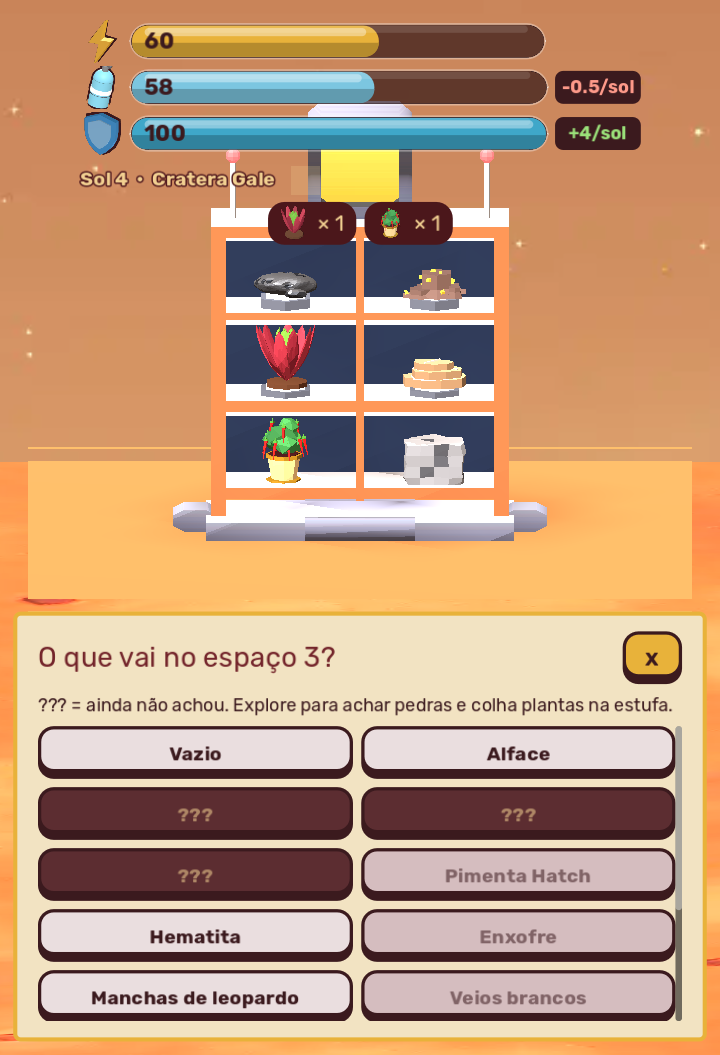 60
58
-0.5/sol
100
+4/sol
Sol 4 • Cratera Gale
× 1
× 1
O que vai no espaço 3?
x
??? = ainda não achou. Explore para achar pedras e colha plantas na estufa.
Vazio
Alface
???
???
???
Pimenta Hatch
Hematita
Enxofre
Manchas de leopardo
Veios brancos